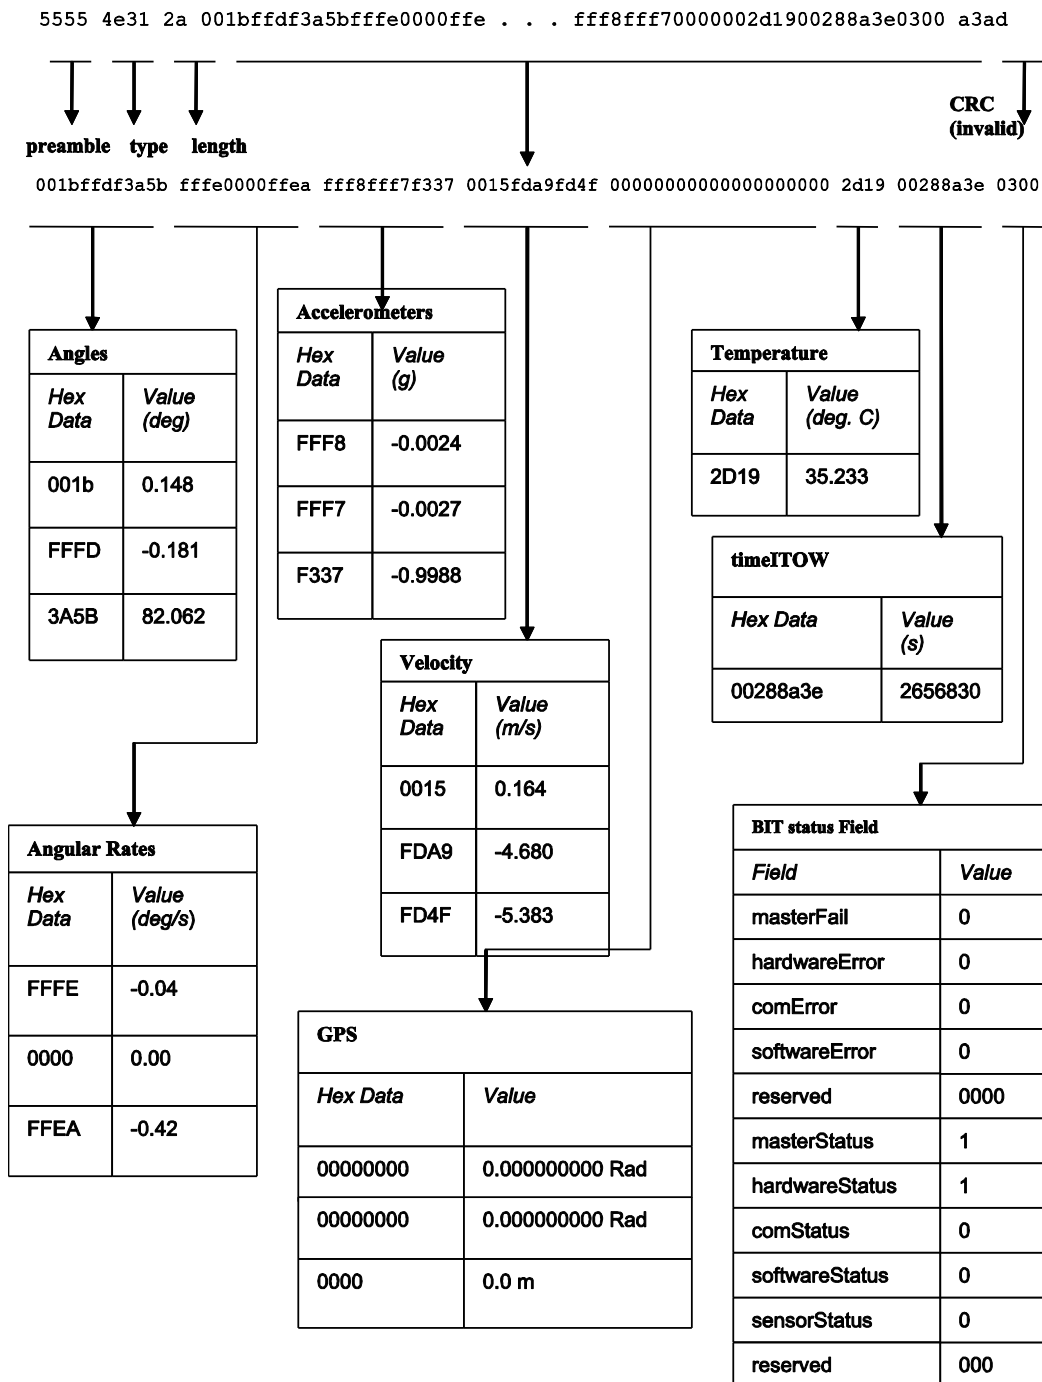 5555 4e31 2a 001bffdf3a5bfffe0000ffe . . . fff8fff70000002d1900288a3e0300 a3ad
preamble type length
CRC
(invalid)
001bffdf3a5b fffe0000ffea fff8fff7f337 0015fda9fd4f 00000000000000000000 2d19 00288a3e 0300
Angles
Hex Data Value (deg)
001b 0.148
FFFD -0.181
3A5B 82.062
Accelerometers
Hex Data Value (g)
FFF8 -0.0024
FFF7 -0.0027
F337 -0.9988
Temperature
Hex Data Value (deg. C)
2D19 35.233
timeITOW
Hex Data Value (s)
00288a3e 2656830
Velocity
Hex Data Value (m/s)
0015 0.164
FDA9 -4.680
FD4F -5.383
Angular Rates
Hex Data Value (deg/s)
FFFE -0.04
0000 0.00
FFEA -0.42
GPS
Hex Data Value
00000000 0.000000000 Rad
00000000 0.000000000 Rad
0000 0.0 m
BIT status Field
Field Value
masterFail 0
hardwareError 0
comError 0
softwareError 0
reserved 0000
masterStatus 1
hardwareStatus 1
comStatus 0
softwareStatus 0
sensorStatus 0
reserved 000